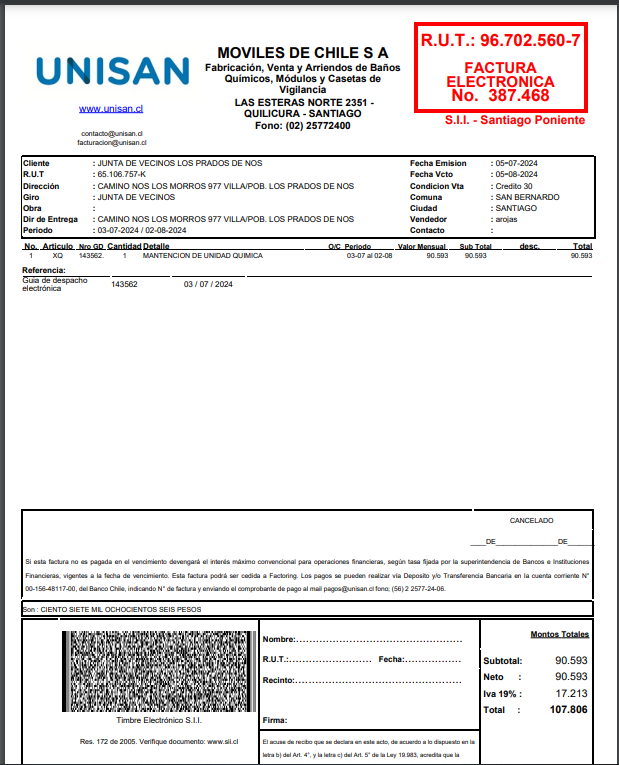 UNISAN
www.unisan.cl
contacto@unisan.cl
facturacion@unisan.cl
MOVILES DE CHILE S A
Fabricación, Venta y Arriendos de Baños
Químicos, Módulos y Casetas de
Vigilancia
LAS ESTERAS NORTE 2351 -
QUILICURA - SANTIAGO
Fono: (02) 25772400
R.U.T.: 96.702.560-7
FACTURA
ELECTRONICA
No. 387.468
S.I.I. - Santiago Poniente
Cliente : JUNTA DE VECINOS LOS PRADOS DE NOS Fecha Emision : 05-07-2024
R.U.T : 65.106.757-K Fecha Vcto : 05-08-2024
Dirección : CAMINO NOS LOS MORROS 977 VILLA/POB. LOS PRADOS DE NOS Condicion Vta : Credito 30
Giro : JUNTA DE VECINOS Comuna : SAN BERNARDO
Obra : Ciudad : SANTIAGO
Dir de Entrega : CAMINO NOS LOS MORROS 977 VILLA/POB. LOS PRADOS DE NOS Vendedor : arojas
Periodo : 03-07-2024 / 02-08-2024 Contacto :
No. Articulo Nro GD Cantidad Detalle O/C Periodo Valor Mensual Sub Total desc. Total
1 XQ 143562. 1 MANTENCION DE UNIDAD QUIMICA 03-07 al 02-08 90.593 90.593 90.593
Referencia:
Guia de despacho 143562 03 / 07 / 2024
electrónica
CANCELADO
____DE______________DE______
Si esta factura no es pagada en el vencimiento devengará el interés máximo convencional para operaciones financieras, según tasa fijada por la superintendencia de Bancos e Instituciones
Financieras, vigentes a la fecha de vencimiento. Esta factura podrá ser cedida a Factoring. Los pagos se pueden realizar vía Deposito y/o Transferencia Bancaria en la cuenta corriente N°
00-156-48117-00, del Banco Chile, indicando N° de factura y enviando el comprobante de pago al mail pagos@unisan.cl fono; (56) 2 2577-24-06.
Son : CIENTO SIETE MIL OCHOCIENTOS SEIS PESOS
Timbre Electrónico S.I.I.
Res. 172 de 2005. Verifique documento: www.sii.cl
Nombre:..................................................
R.U.T.:........................ Fecha:.................
Recinto:..................................................
Firma:
El acuse de recibo que se declara en este acto, de acuerdo a lo dispuesto en la
letra b) del Art. 4°, y la letra c) del Art. 5° de la Ley 19.983, acredita que la
Montos Totales
Subtotal: 90.593
Neto : 90.593
Iva 19% : 17.213
Total : 107.806